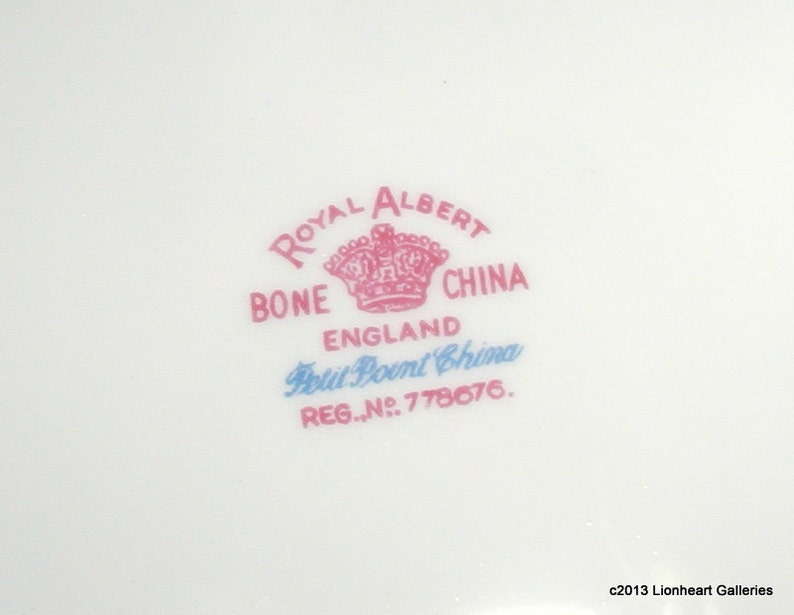 ROYAL ALBERT
BONE CHINA
ENGLAND
Petit Point China
REG., No. 778676.
c2013 Lionheart Galleries